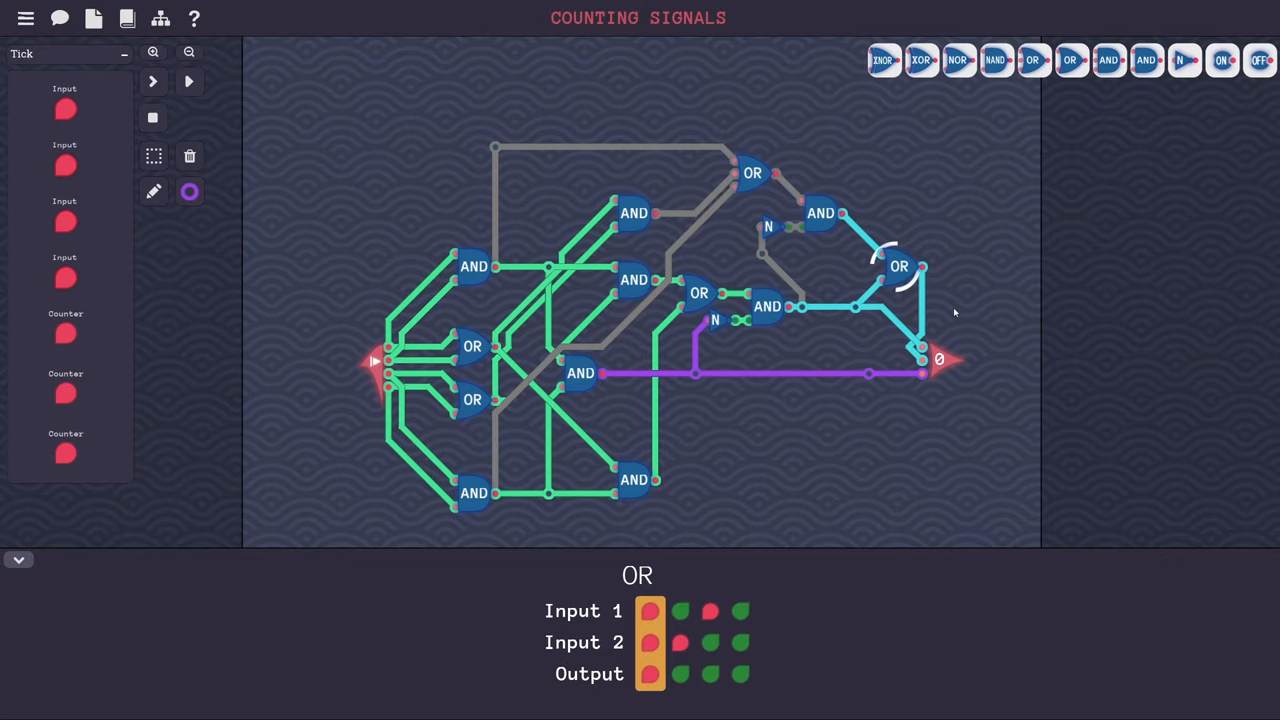 ?
COUNTING SIGNALS
Tick
XNOR XOR NOR NAND OR OR AND AND N ON OFF
Input
Input
Input
Input
Counter
Counter
Counter
OR
AND AND
N
AND OR
AND
OR AND
N
OR
AND
0
OR
AND AND
OR
Input 1
Input 2
Output